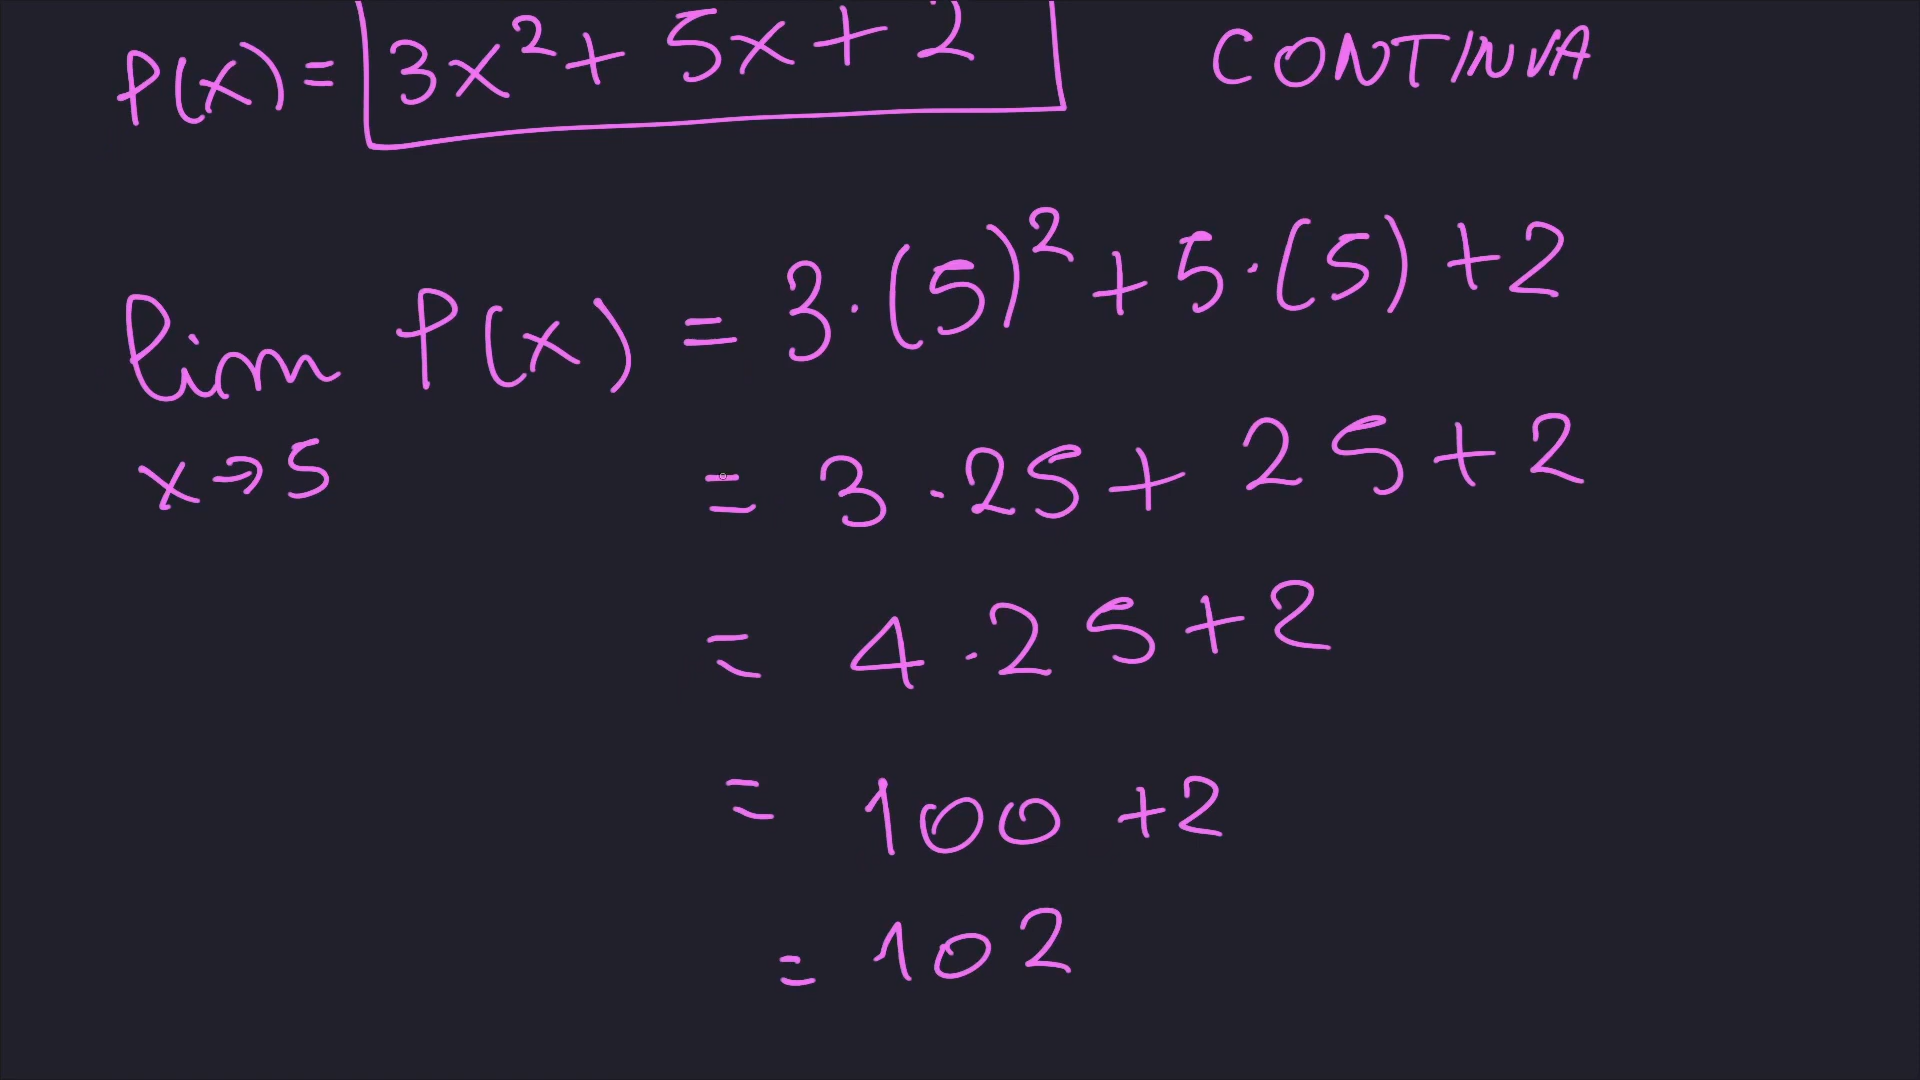 P(x) = 3x² + 5x + 2 CONTINUA
lim P(x) = 3·(5)² + 5·(5) + 2
x→5
= 3·25 + 25 + 2
= 4·25 + 2
= 100 + 2
= 102